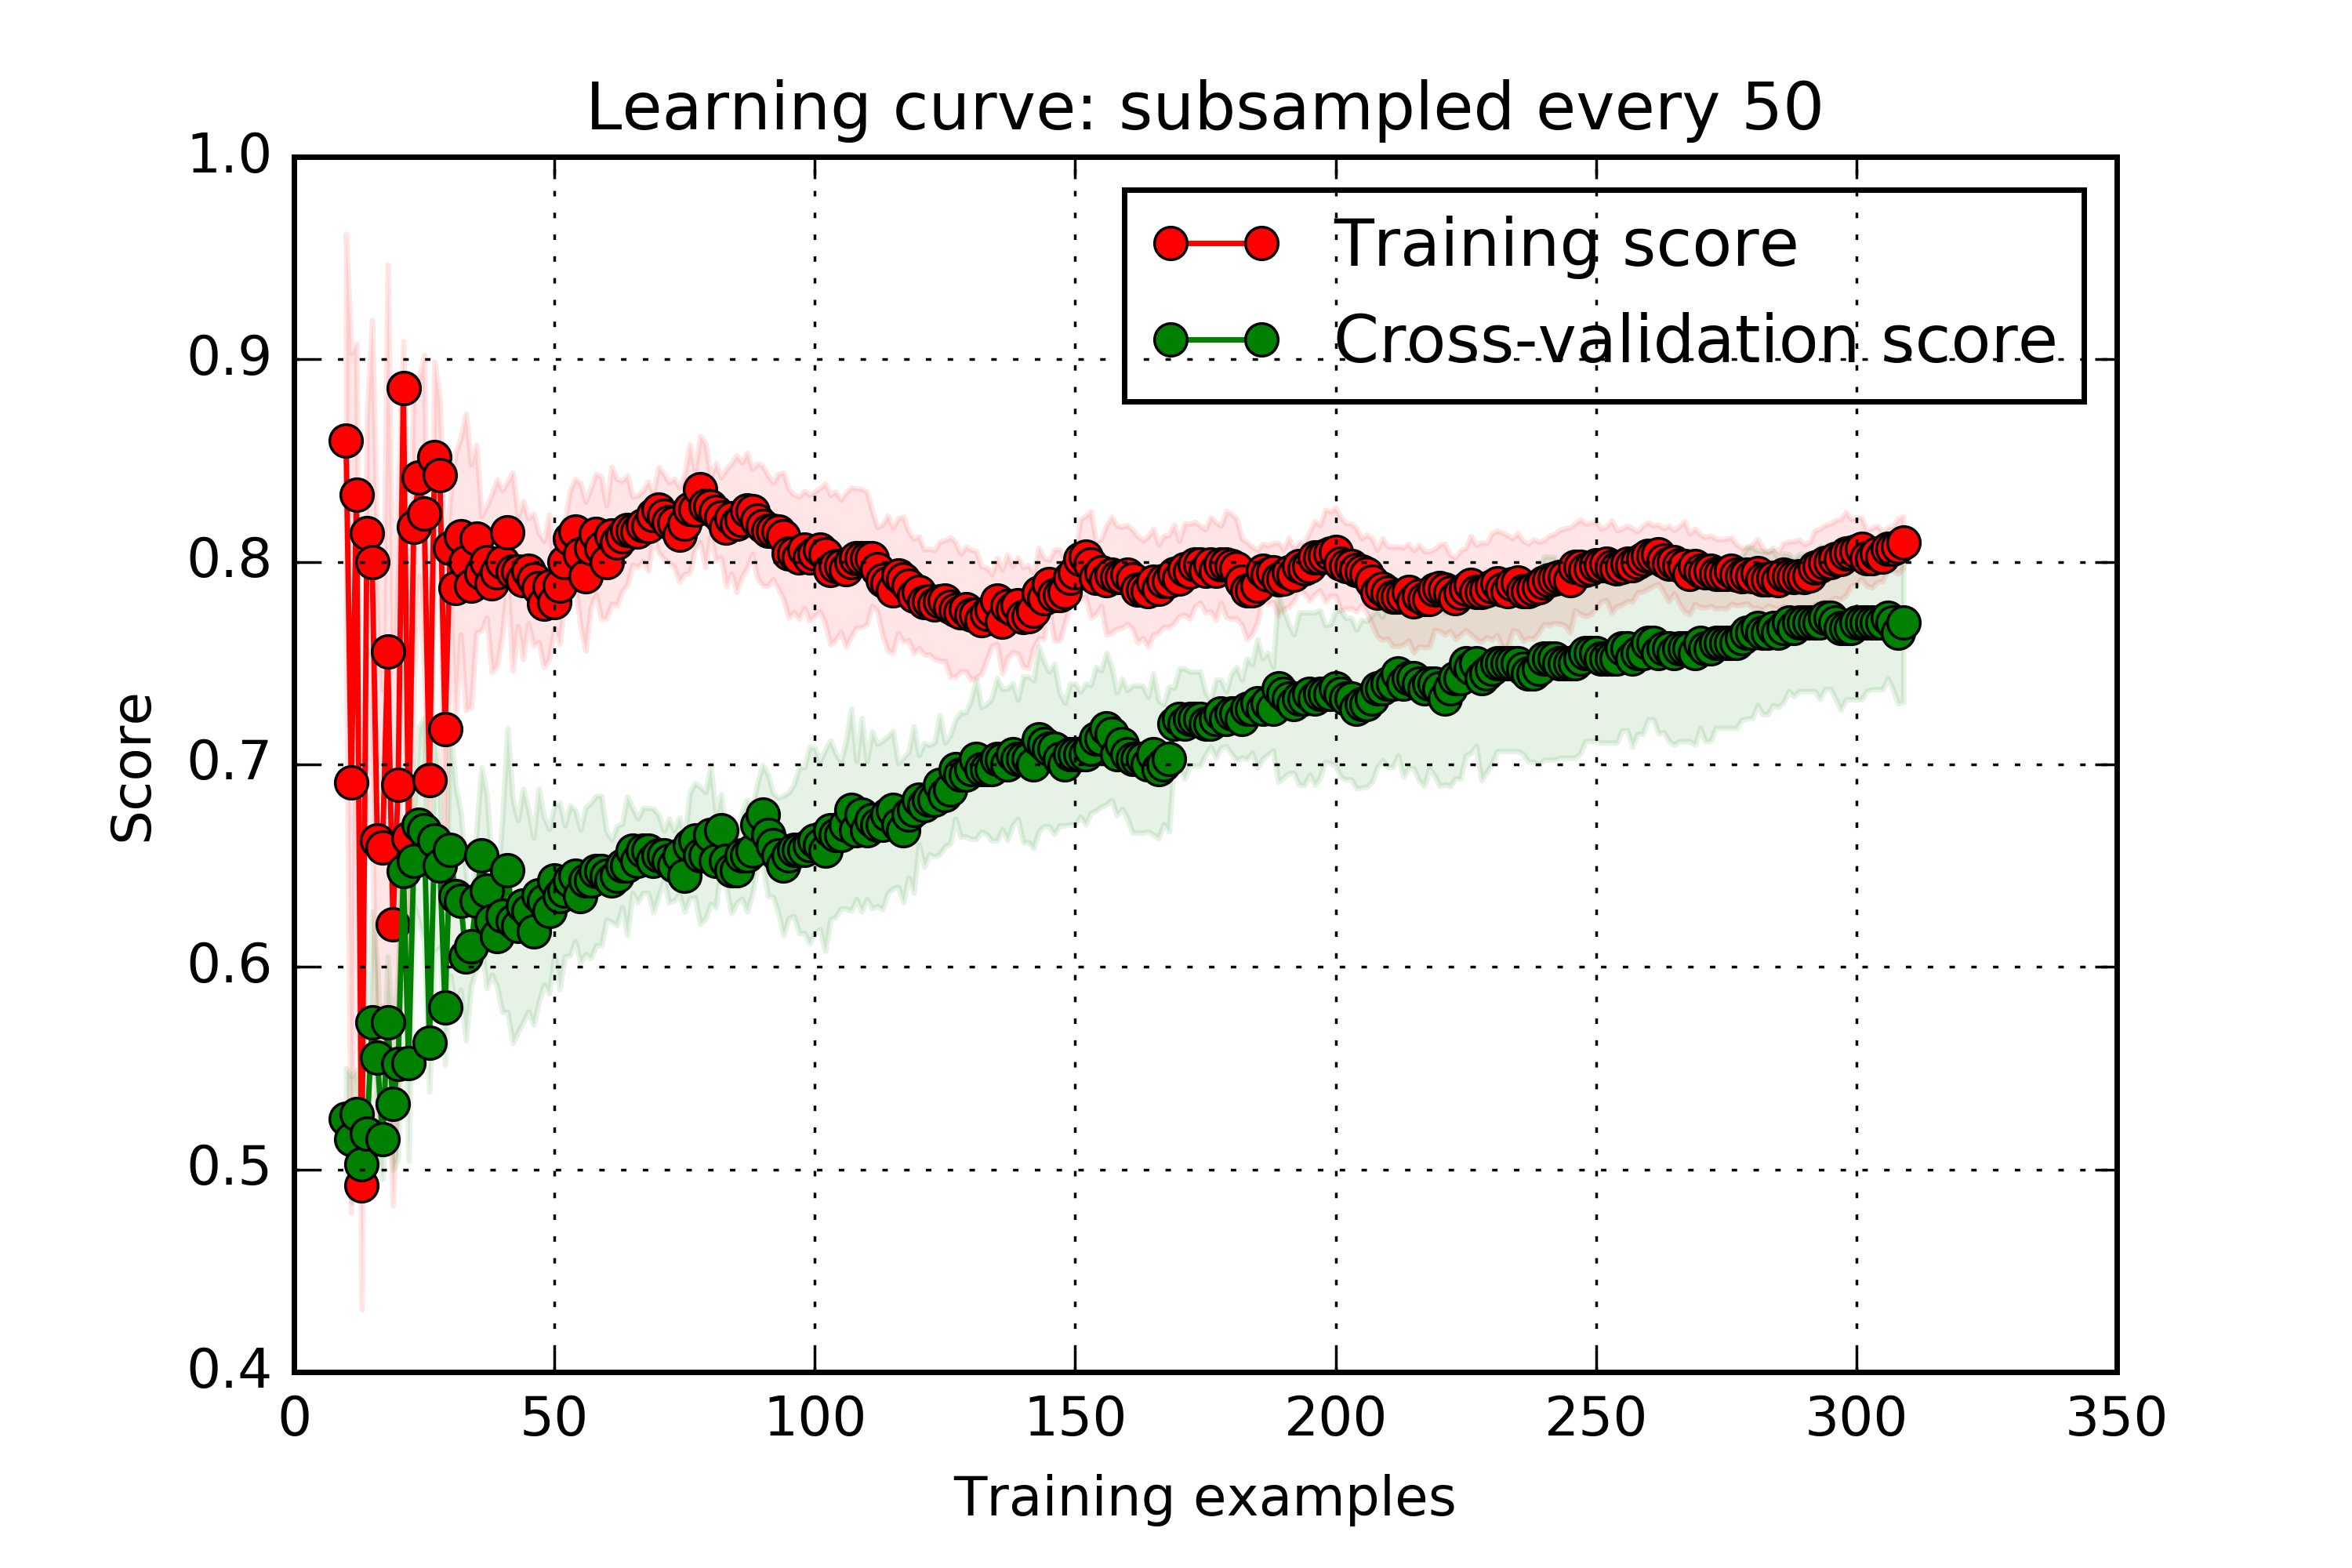 Learning curve: subsampled every 50
1.0
0.9
0.8
0.7
0.6
0.5
0.4
Score
Training score
Cross-validation score
0 50 100 150 200 250 300 350
Training examples